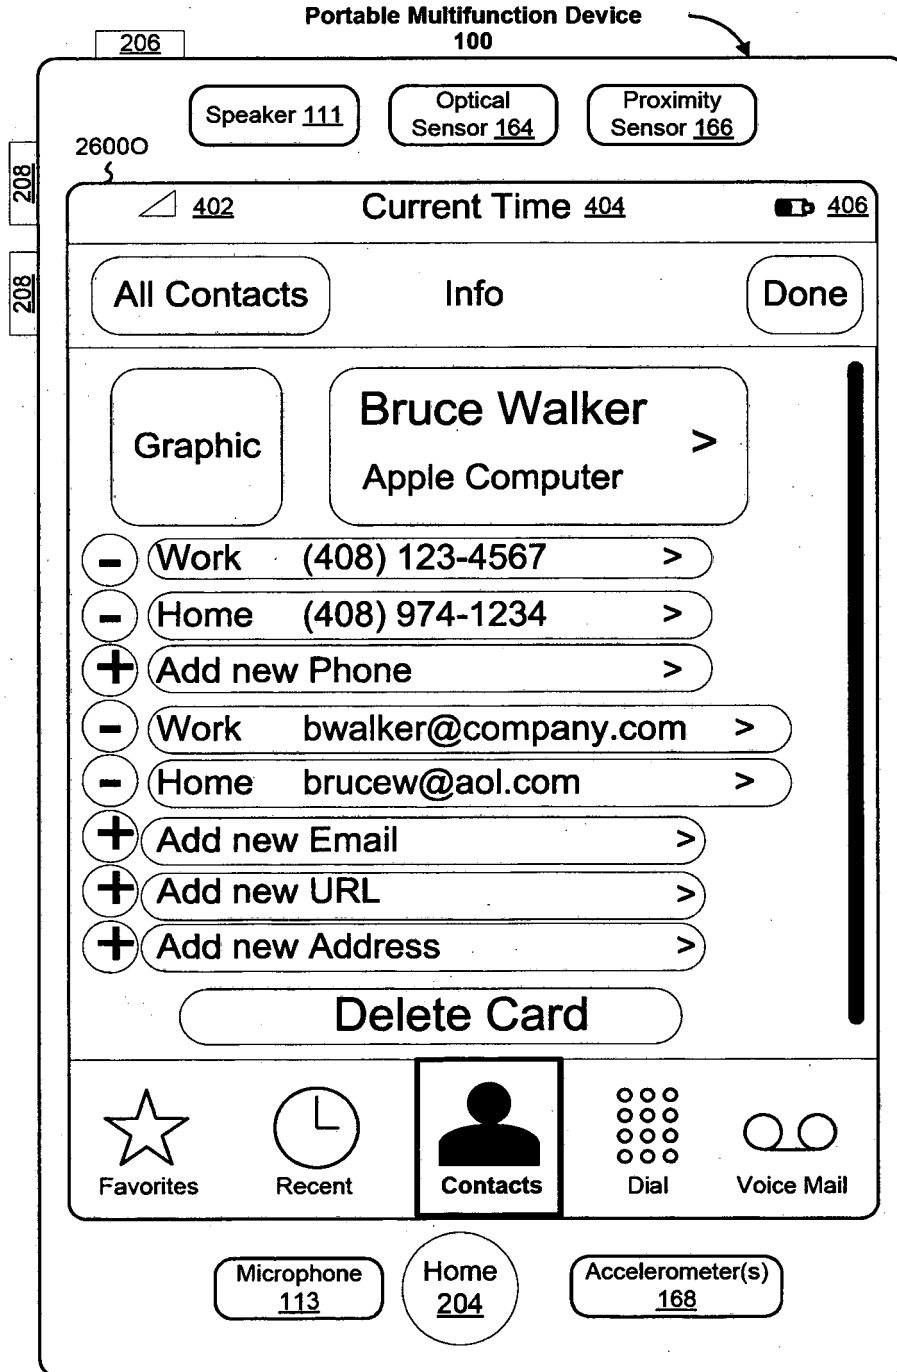 Portable Multifunction Device
100
206
Speaker 111
Optical
Sensor 164
Proximity
Sensor 166
2600O
208
208
402
Current Time 404
406
All Contacts
Info
Done
Graphic
Bruce Walker
Apple Computer
>
- Work (408) 123-4567 >
- Home (408) 974-1234 >
+ Add new Phone >
- Work bwalker@company.com >
- Home brucew@aol.com >
+ Add new Email >
+ Add new URL >
+ Add new Address >
Delete Card
Favorites
Recent
Contacts
Dial
Voice Mail
Microphone
113
Home
204
Accelerometer(s)
168